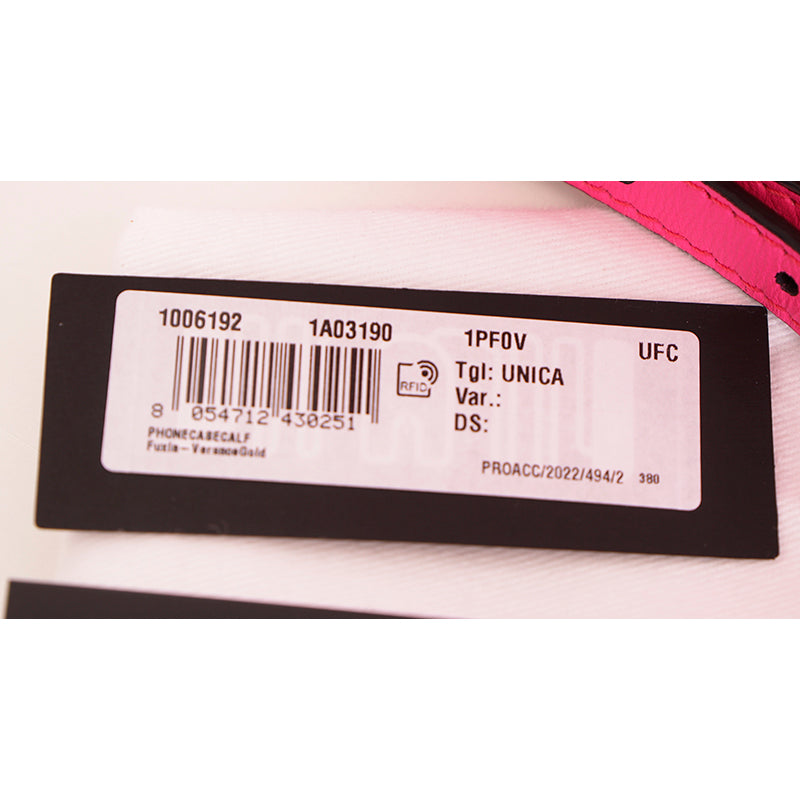 1006192 1A03190 1PF0V UFC
RFID
Tgl: UNICA
Var.:
DS:
8 054712 430251
PHONECASECALF
Fuxia-VersaceGold
PROACC/2022/494/2 380